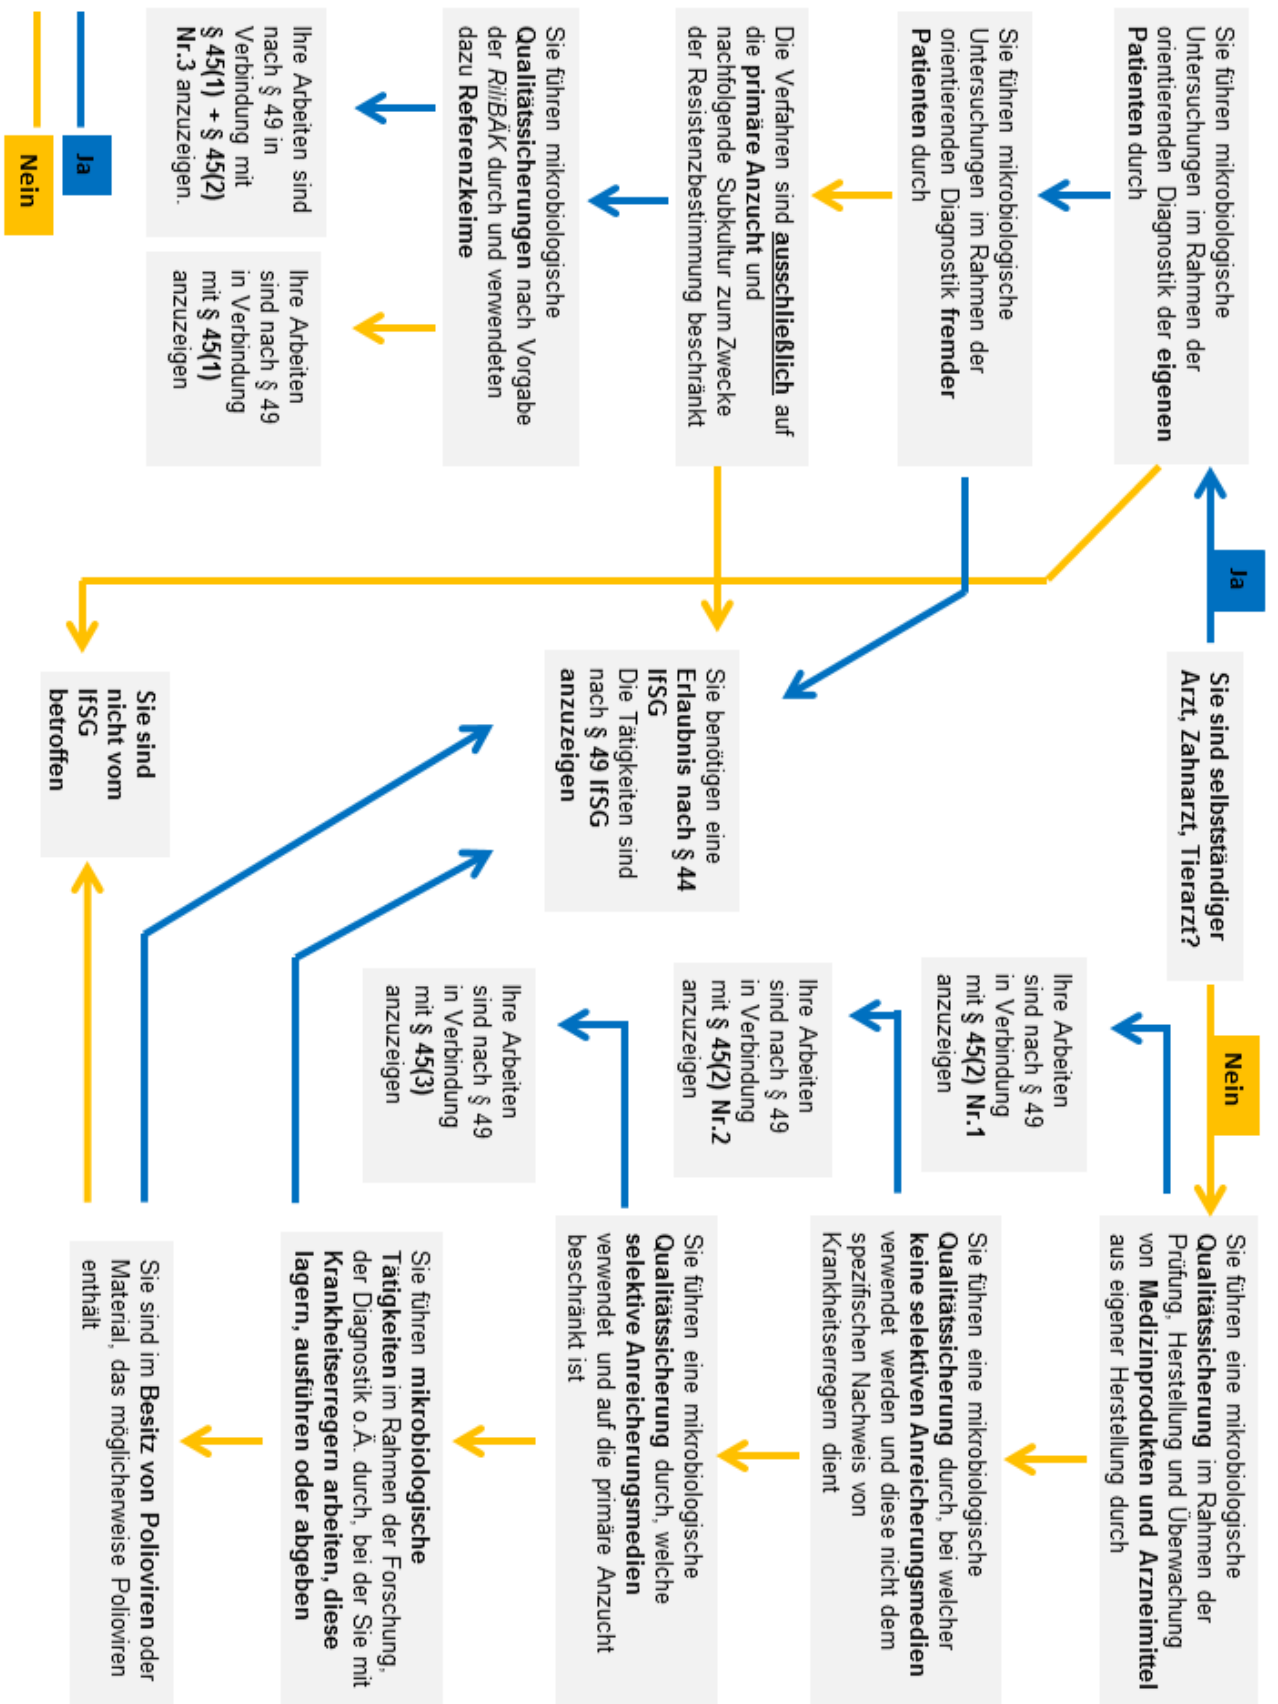 Sie sind selbstständiger
Arzt, Zahnarzt, Tierarzt?
Ja
Nein
Sie führen mikrobiologische
Untersuchungen im Rahmen der
orientierenden Diagnostik der eigenen
Patienten durch
Sie führen mikrobiologische
Untersuchungen im Rahmen der
orientierenden Diagnostik fremder
Patienten durch
Die Verfahren sind ausschließlich auf
die primäre Anzucht und
nachfolgende Subkultur zum Zwecke
der Resistenzbestimmung beschränkt
Sie führen mikrobiologische
Qualitätssicherungen nach Vorgabe
der RiliBÄK durch und verwendeten
dazu Referenzkeime
Ihre Arbeiten sind
nach § 49 in
Verbindung mit
§ 45(1) + § 45(2)
Nr.3 anzuzeigen.
Ihre Arbeiten
sind nach § 49
in Verbindung
mit § 45(1)
anzuzeigen
Sie benötigen eine
Erlaubnis nach § 44
IfSG
Die Tätigkeiten sind
nach § 49 IfSG
anzuzeigen
Sie sind
nicht vom
IfSG
betroffen
Ihre Arbeiten
sind nach § 49
in Verbindung
mit § 45(2) Nr.1
anzuzeigen
Ihre Arbeiten
sind nach § 49
in Verbindung
mit § 45(2) Nr.2
anzuzeigen
Ihre Arbeiten
sind nach § 49
in Verbindung
mit § 45(3)
anzuzeigen
Sie führen eine mikrobiologische
Qualitätssicherung im Rahmen der
Prüfung, Herstellung und Überwachung
von Medizinprodukten und Arzneimittel
aus eigener Herstellung durch
Sie führen eine mikrobiologische
Qualitätssicherung durch, bei welcher
keine selektiven Anreicherungsmedien
verwendet werden und diese nicht dem
spezifischen Nachweis von
Krankheitserregern dient
Sie führen eine mikrobiologische
Qualitätssicherung durch, welche
selektive Anreicherungsmedien
verwendet und auf die primäre Anzucht
beschränkt ist
Sie führen mikrobiologische
Tätigkeiten im Rahmen der Forschung,
der Diagnostik o.Ä. durch, bei der Sie mit
Krankheitserregern arbeiten, diese
lagern, ausführen oder abgeben
Sie sind im Besitz von Polioviren oder
Material, das möglicherweise Polioviren
enthält
Ja
Nein